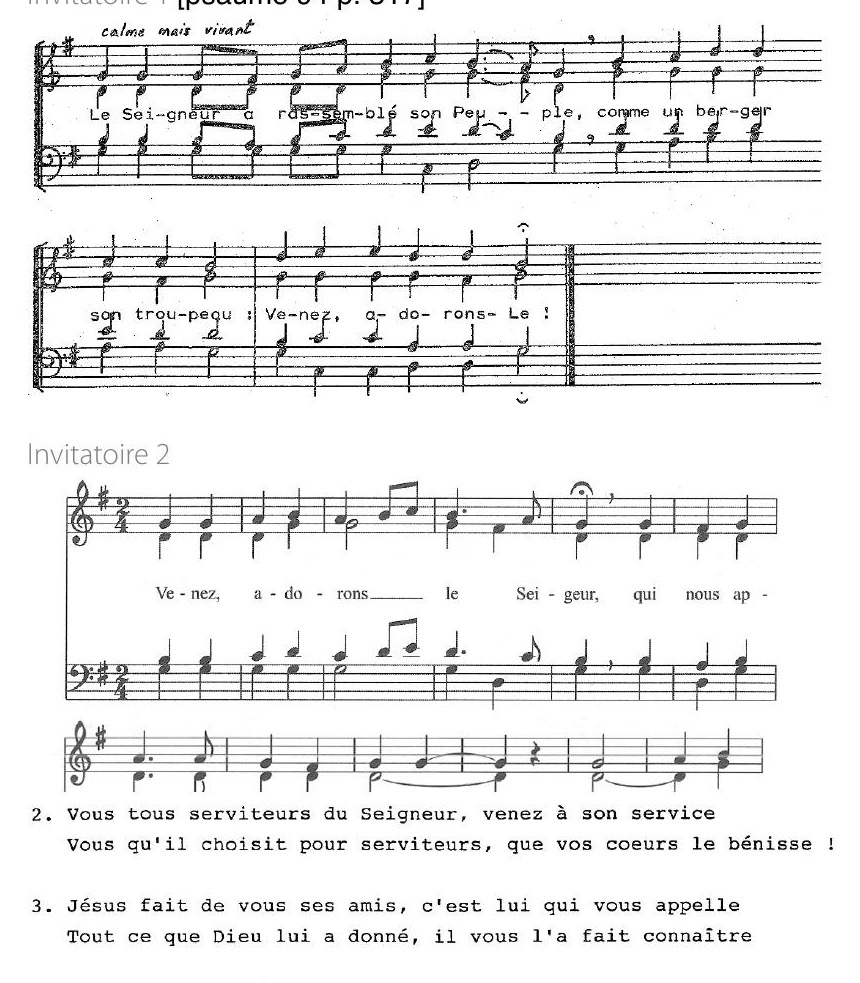 Invitatoire 1 [psaume 94 p. 317]
calme mais vivant
Le Sei-gneur a ras-sem-blé son Peu - - ple, comme un ber-ger
son trou-peau : Ve-nez, a- do- rons- Le !
Invitatoire 2
Ve - nez, a - do - rons le Sei - geur, qui nous ap -
2. Vous tous serviteurs du Seigneur, venez à son service
Vous qu'il choisit pour serviteurs, que vos coeurs le bénisse !
3. Jésus fait de vous ses amis, c'est lui qui vous appelle
Tout ce que Dieu lui a donné, il vous l'a fait connaître